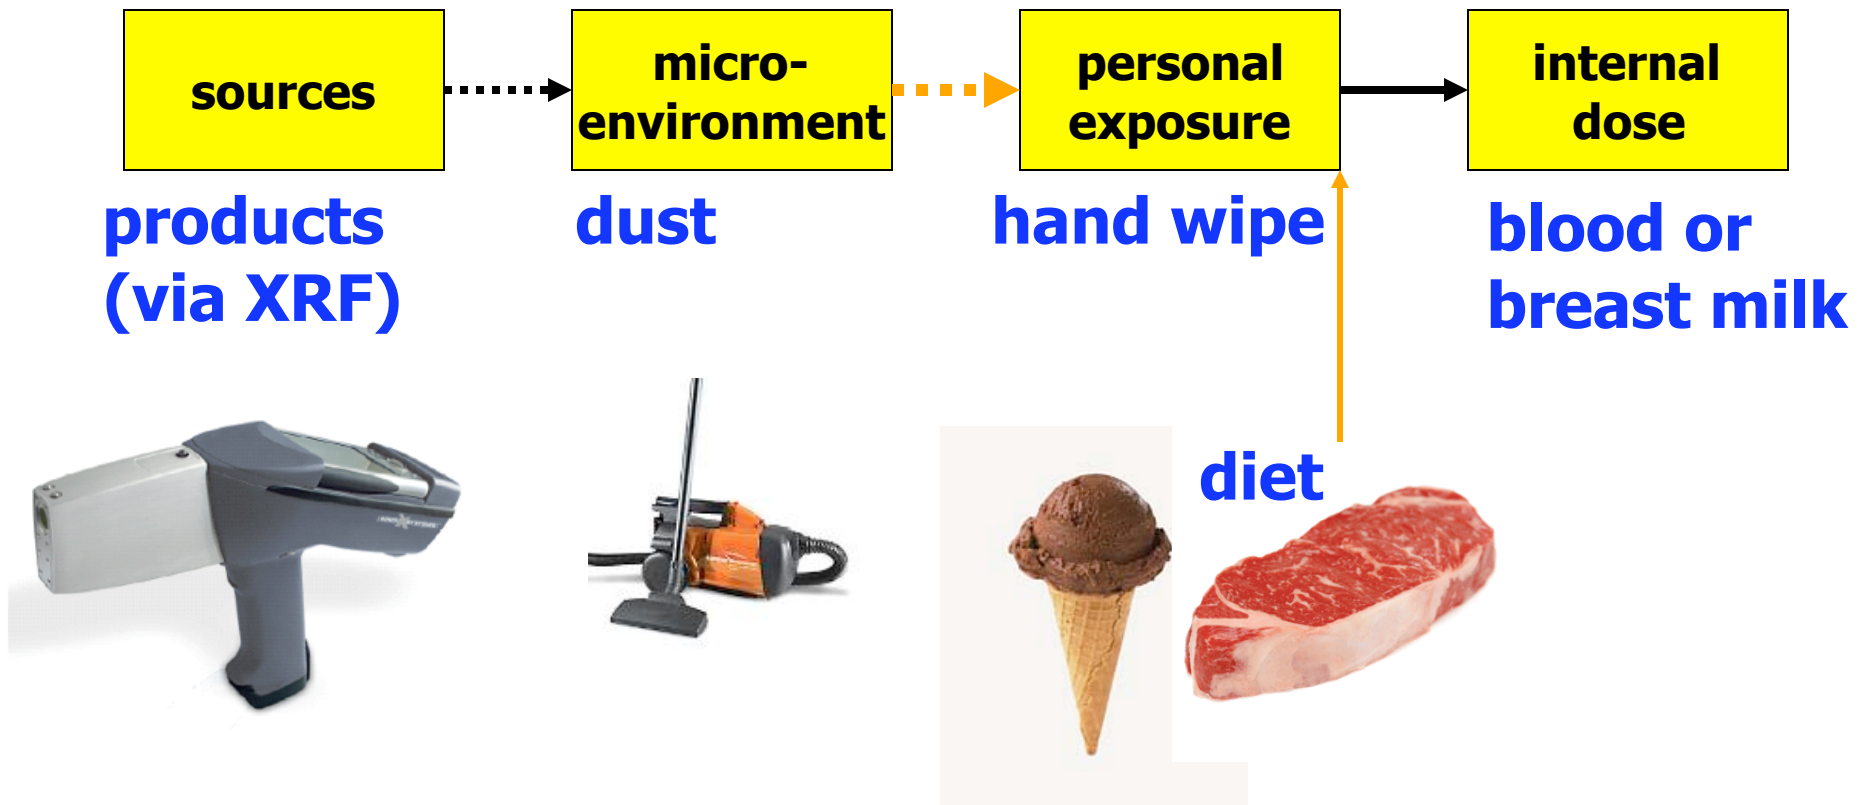 sources
micro-
environment
personal
exposure
internal
dose
products
(via XRF)
dust
hand wipe
blood or
breast milk
diet